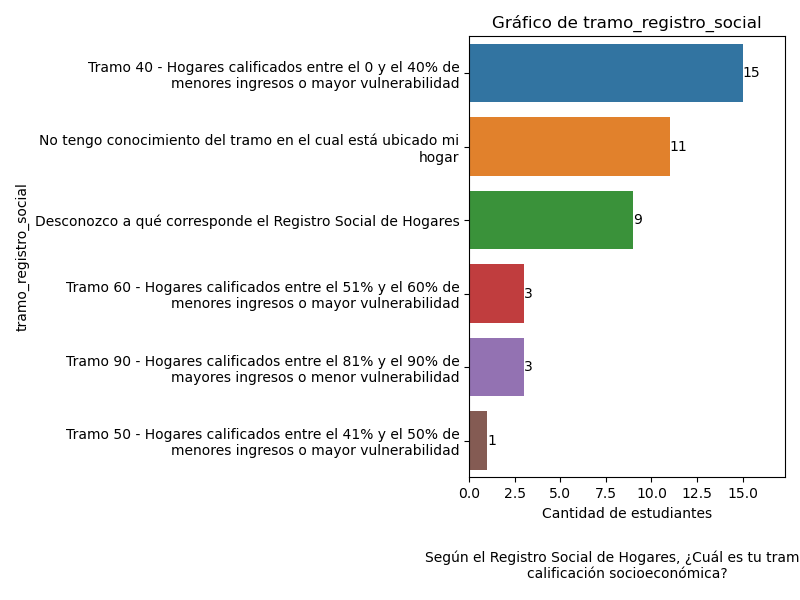 Gráfico de tramo_registro_social
Tramo 40 - Hogares calificados entre el 0 y el 40% de
menores ingresos o mayor vulnerabilidad
15
No tengo conocimiento del tramo en el cual está ubicado mi
hogar
11
Desconozco a qué corresponde el Registro Social de Hogares
9
Tramo 60 - Hogares calificados entre el 51% y el 60% de
menores ingresos o mayor vulnerabilidad
3
Tramo 90 - Hogares calificados entre el 81% y el 90% de
mayores ingresos o menor vulnerabilidad
3
Tramo 50 - Hogares calificados entre el 41% y el 50% de
menores ingresos o mayor vulnerabilidad
1
tramo_registro_social
0.0 2.5 5.0 7.5 10.0 12.5 15.0
Cantidad de estudiantes
Según el Registro Social de Hogares, ¿Cuál es tu tram
calificación socioeconómica?